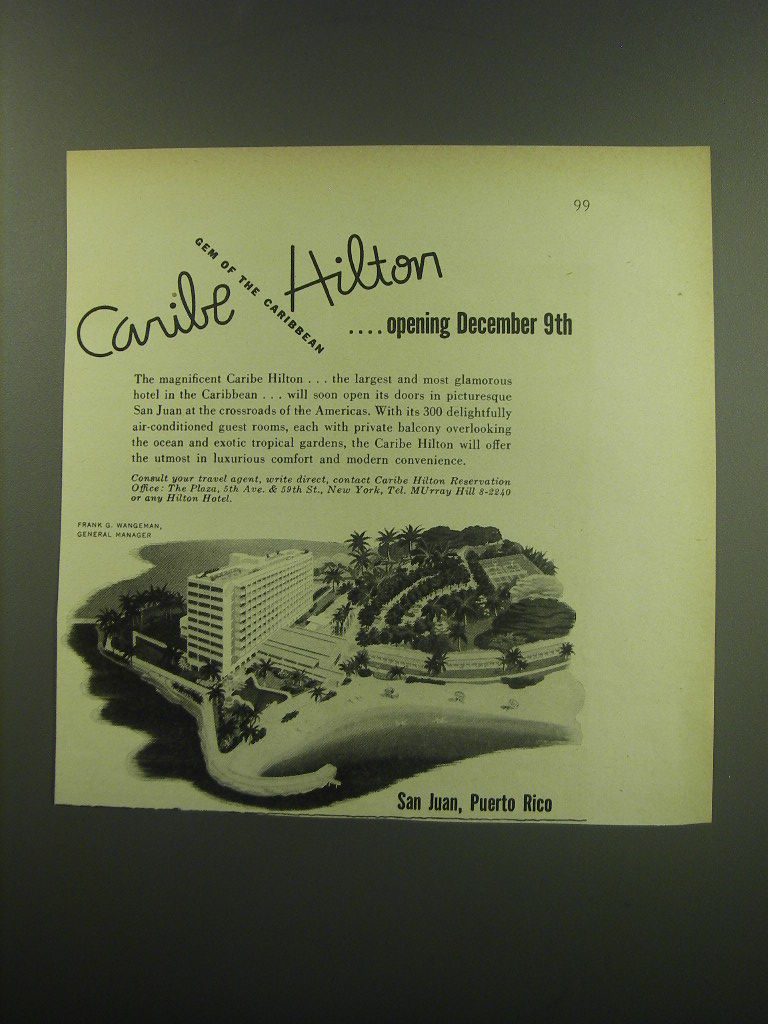 99
GEM OF THE CARIBBEAN
Caribe Hilton
....opening December 9th
The magnificent Caribe Hilton . . . the largest and most glamorous
hotel in the Caribbean . . . will soon open its doors in picturesque
San Juan at the crossroads of the Americas. With its 300 delightfully
air-conditioned guest rooms, each with private balcony overlooking
the ocean and exotic tropical gardens, the Caribe Hilton will offer
the utmost in luxurious comfort and modern convenience.
Consult your travel agent, write direct, contact Caribe Hilton Reservation
Office: The Plaza, 5th Ave. & 59th St., New York, Tel. MUrray Hill 8-2240
or any Hilton Hotel.
FRANK G. WANGEMAN,
GENERAL MANAGER
San Juan, Puerto Rico